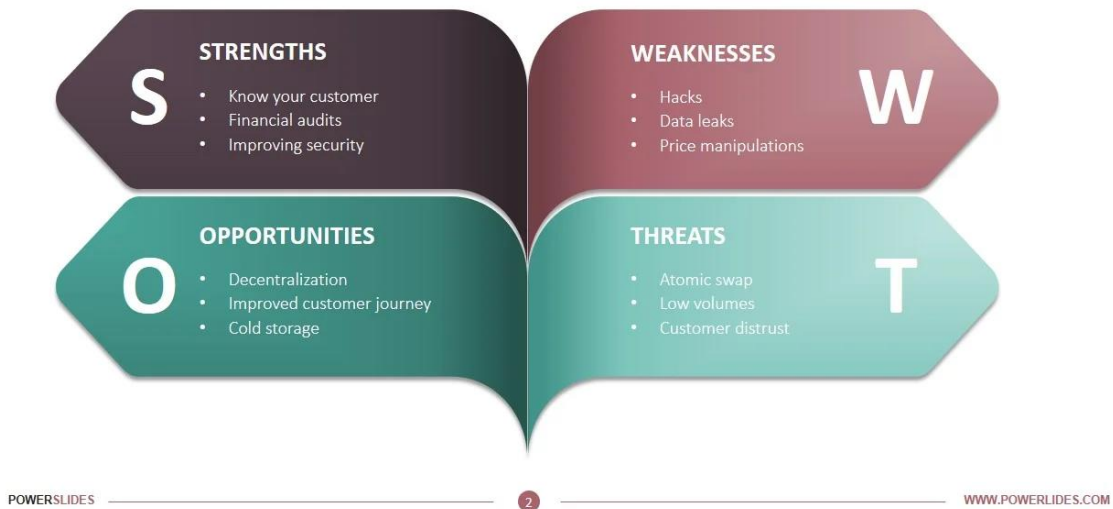 S
STRENGTHS
• Know your customer
• Financial audits
• Improving security
WEAKNESSES
• Hacks
• Data leaks
• Price manipulations
W
O
OPPORTUNITIES
• Decentralization
• Improved customer journey
• Cold storage
THREATS
• Atomic swap
• Low volumes
• Customer distrust
T
POWERSLIDES
2
WWW.POWERLIDES.COM